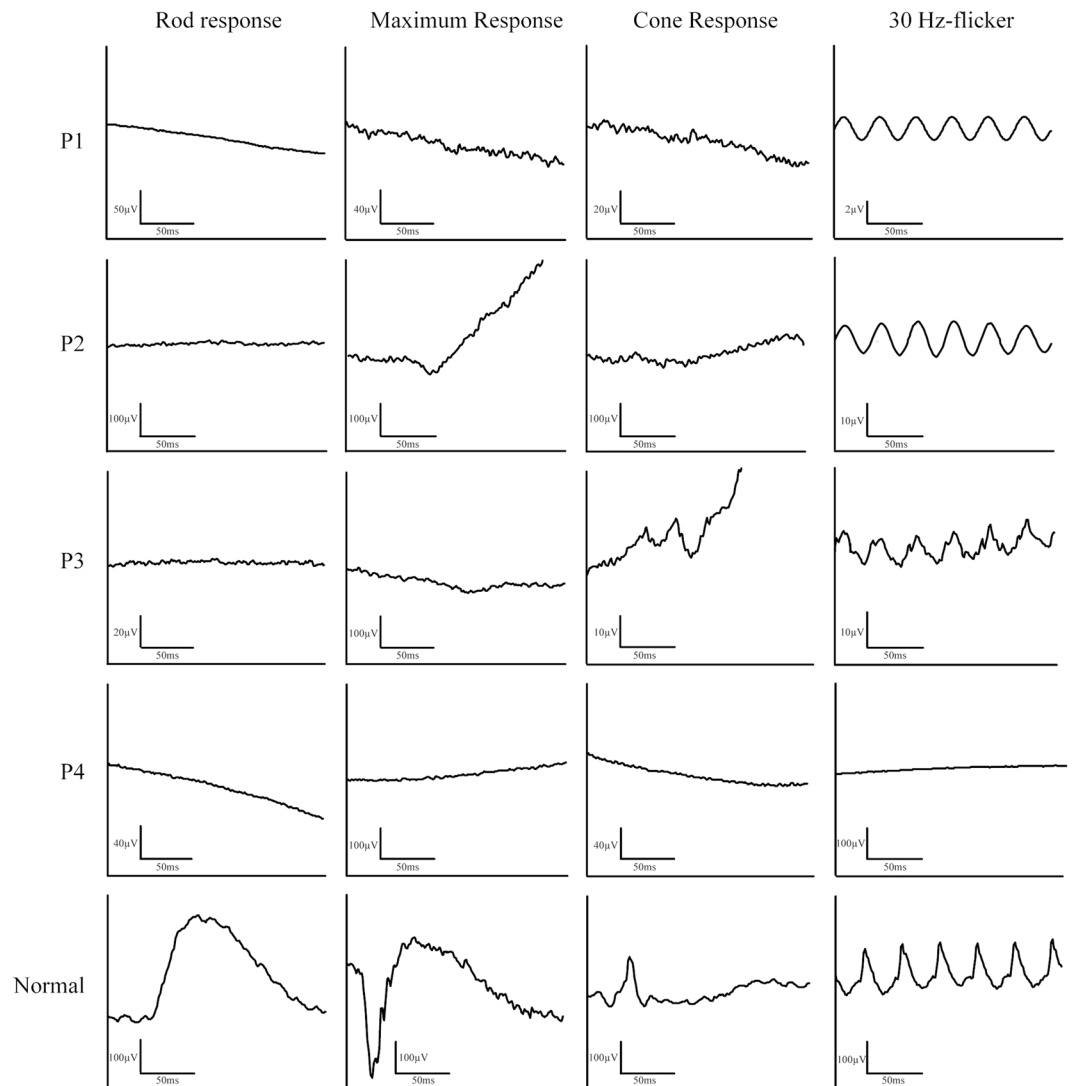 Rod response Maximum Response Cone Response 30 Hz-flicker
P1
50µV 40µV 20µV 2µV
50ms 50ms 50ms 50ms
P2
100µV 100µV 100µV 10µV
50ms 50ms 50ms 50ms
P3
20µV 100µV 10µV 10µV
50ms 50ms 50ms 50ms
P4
40µV 100µV 40µV 100µV
50ms 50ms 50ms 50ms
Normal
100µV 100µV 100µV 100µV
50ms 50ms 50ms 50ms